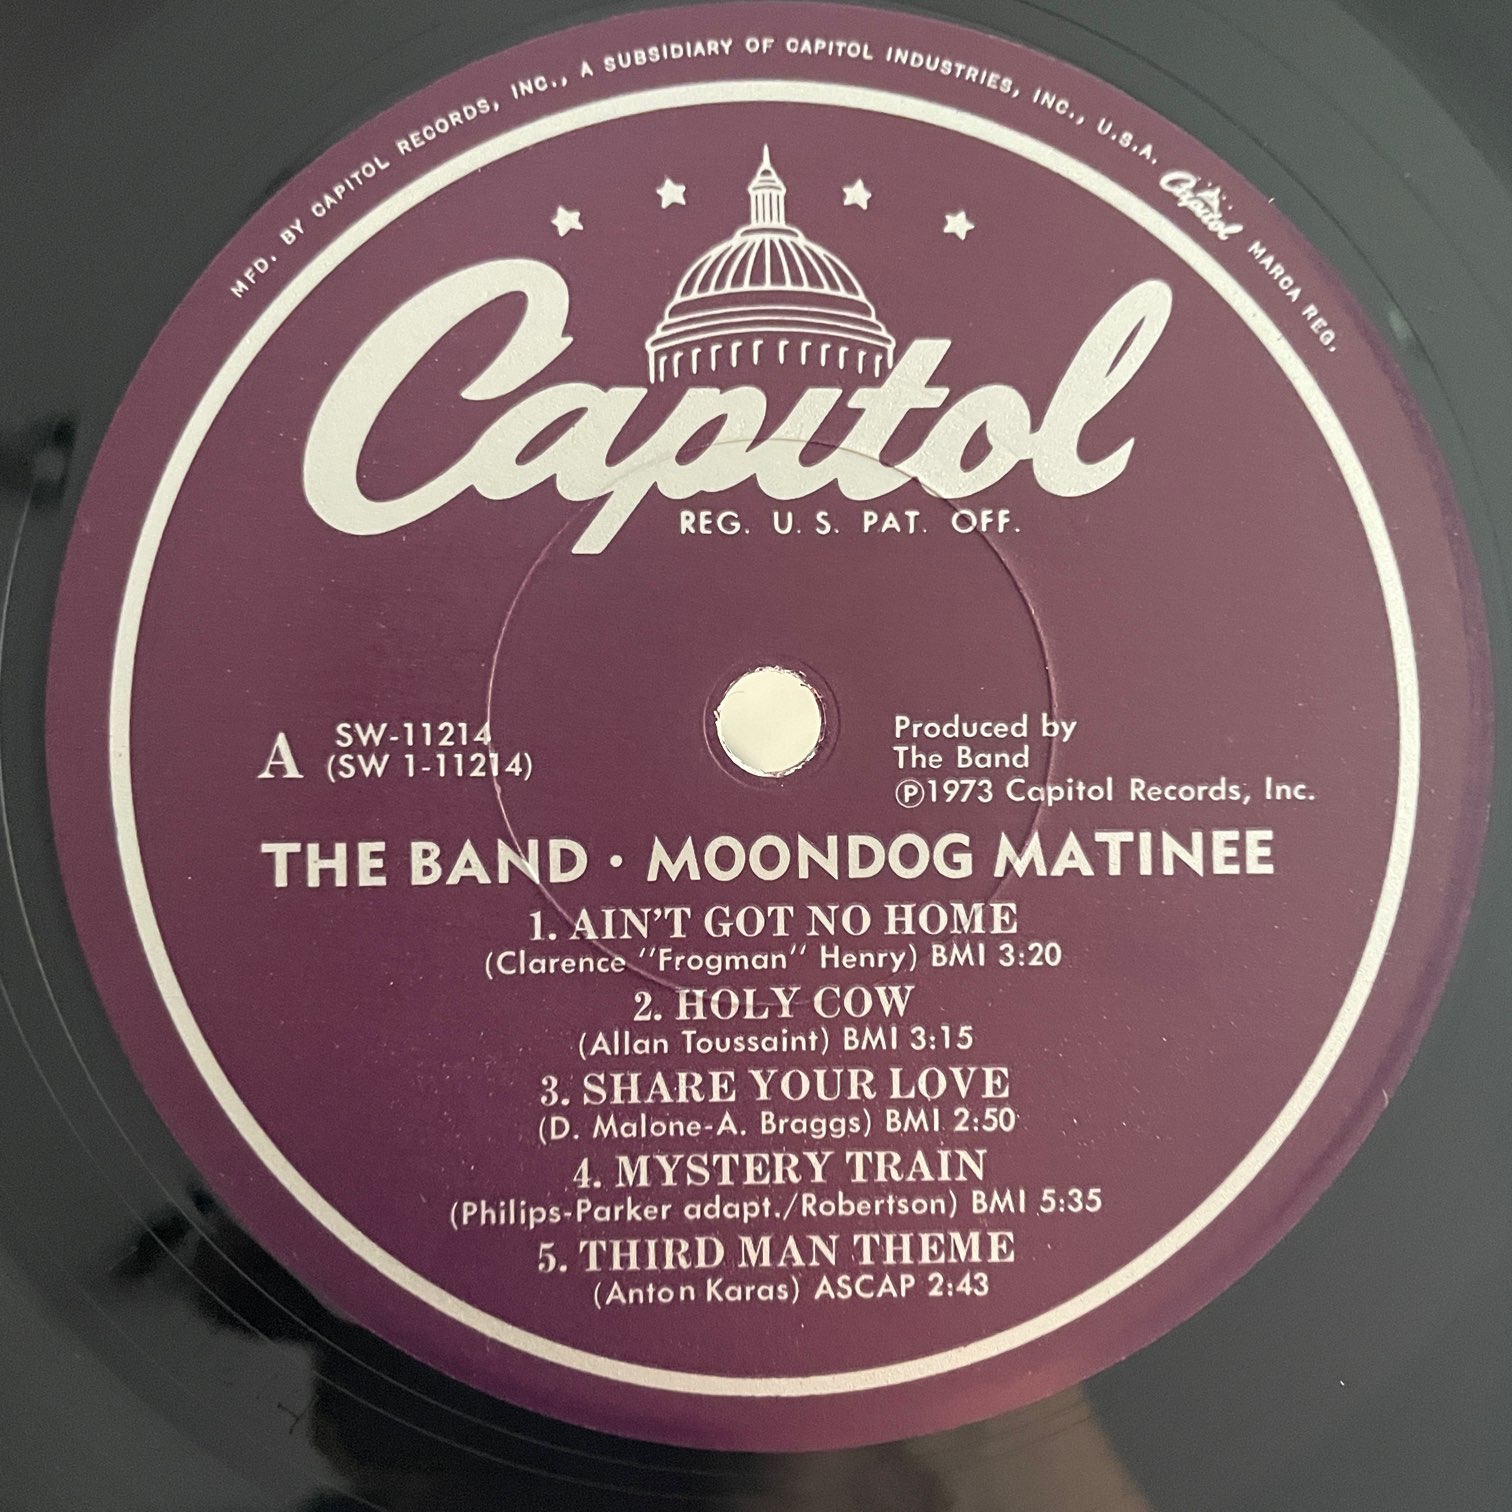 MFD. BY CAPITOL RECORDS, INC., A SUBSIDIARY OF CAPITOL INDUSTRIES, INC., U.S.A. Capitol MARCA REG.
Capitol
REG. U.S. PAT. OFF.
A
SW-11214
(SW 1-11214)
Produced by
The Band
Ⓟ1973 Capitol Records, Inc.
THE BAND · MOONDOG MATINEE
1. AIN'T GOT NO HOME
(Clarence "Frogman" Henry) BMI 3:20
2. HOLY COW
(Allan Toussaint) BMI 3:15
3. SHARE YOUR LOVE
(D. Malone-A. Braggs) BMI 2:50
4. MYSTERY TRAIN
(Philips-Parker adapt./Robertson) BMI 5:35
5. THIRD MAN THEME
(Anton Karas) ASCAP 2:43